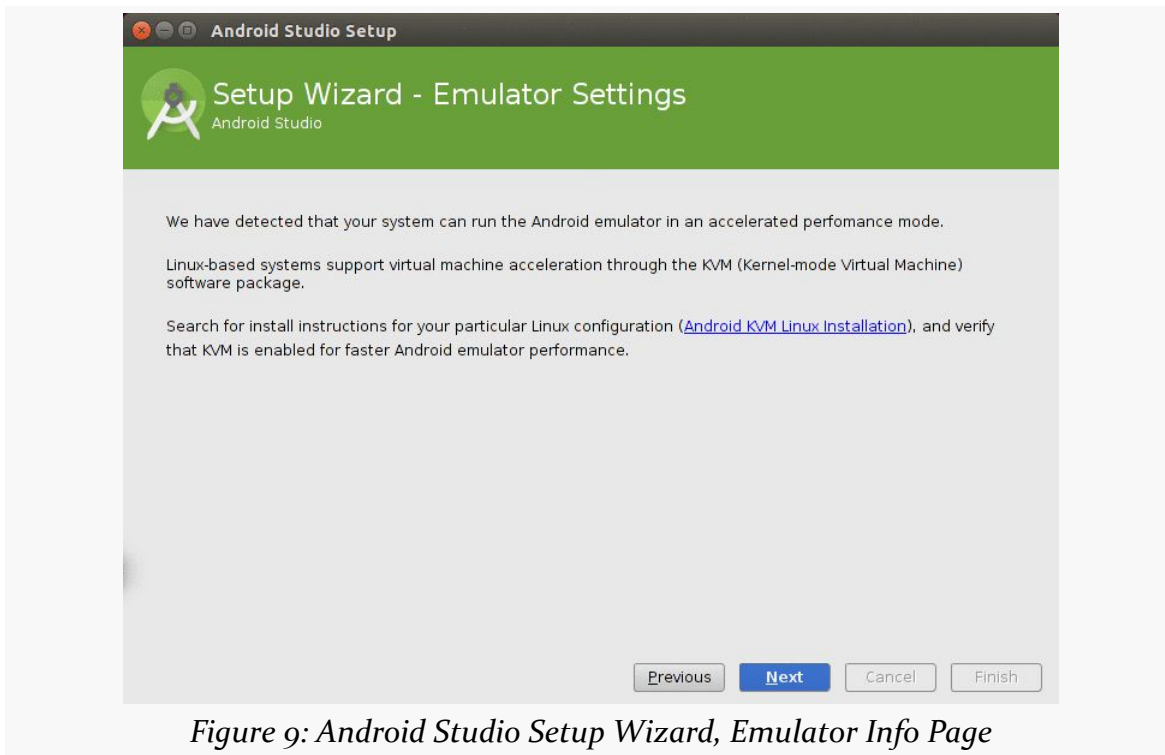 Android Studio Setup
Setup Wizard - Emulator Settings
Android Studio
We have detected that your system can run the Android emulator in an accelerated perfomance mode.
Linux-based systems support virtual machine acceleration through the KVM (Kernel-mode Virtual Machine)
software package.
Search for install instructions for your particular Linux configuration (Android KVM Linux Installation), and verify
that KVM is enabled for faster Android emulator performance.
Previous Next Cancel Finish
Figure 9: Android Studio Setup Wizard, Emulator Info Page